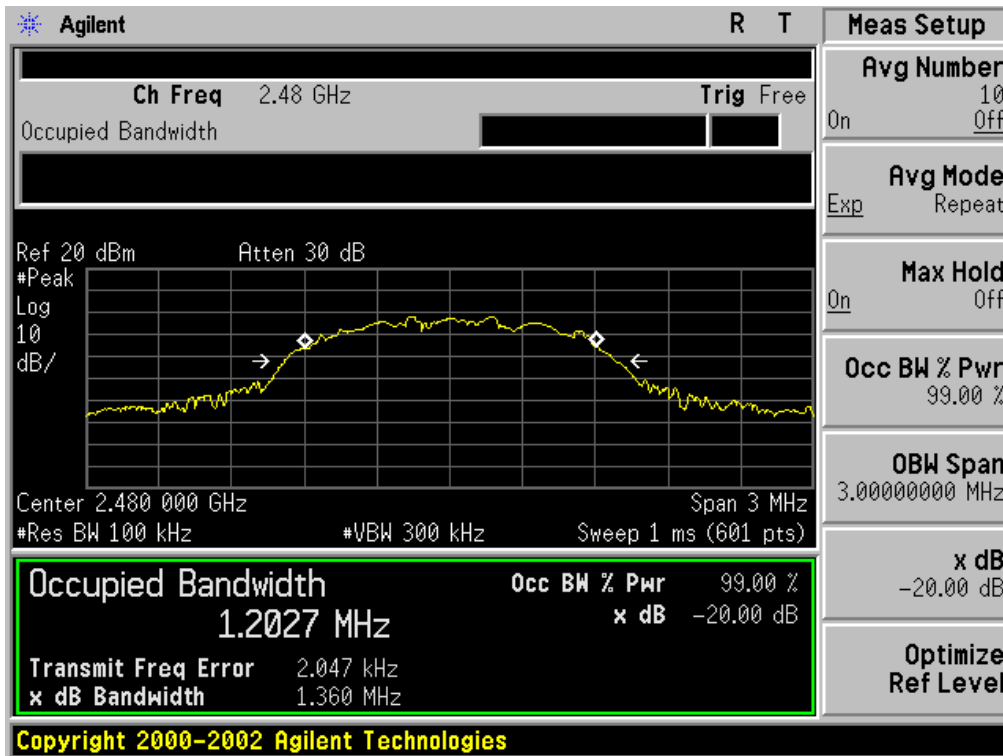 Agilent R T
Ch Freq 2.48 GHz Trig Free
Occupied Bandwidth
Ref 20 dBm Atten 30 dB
#Peak
Log
10
dB/
Center 2.480 000 GHz Span 3 MHz
#Res BW 100 kHz #VBW 300 kHz Sweep 1 ms (601 pts)
Occupied Bandwidth Occ BW % Pwr 99.00 %
1.2027 MHz x dB -20.00 dB
Transmit Freq Error 2.047 kHz
x dB Bandwidth 1.360 MHz
Copyright 2000-2002 Agilent Technologies
Meas Setup
Avg Number
10
On Off
Avg Mode
Exp Repeat
Max Hold
On Off
Occ BW % Pwr
99.00 %
OBW Span
3.00000000 MHz
x dB
-20.00 dB
Optimize
Ref Level